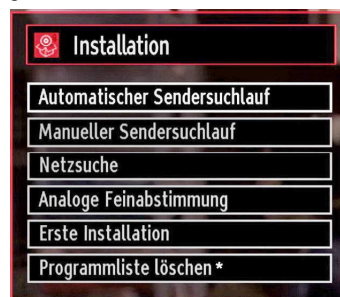 Installation
Automatischer Sendersuchlauf
Manueller Sendersuchlauf
Netzsuche
Analoge Feinabstimmung
Erste Installation
Programmliste löschen *